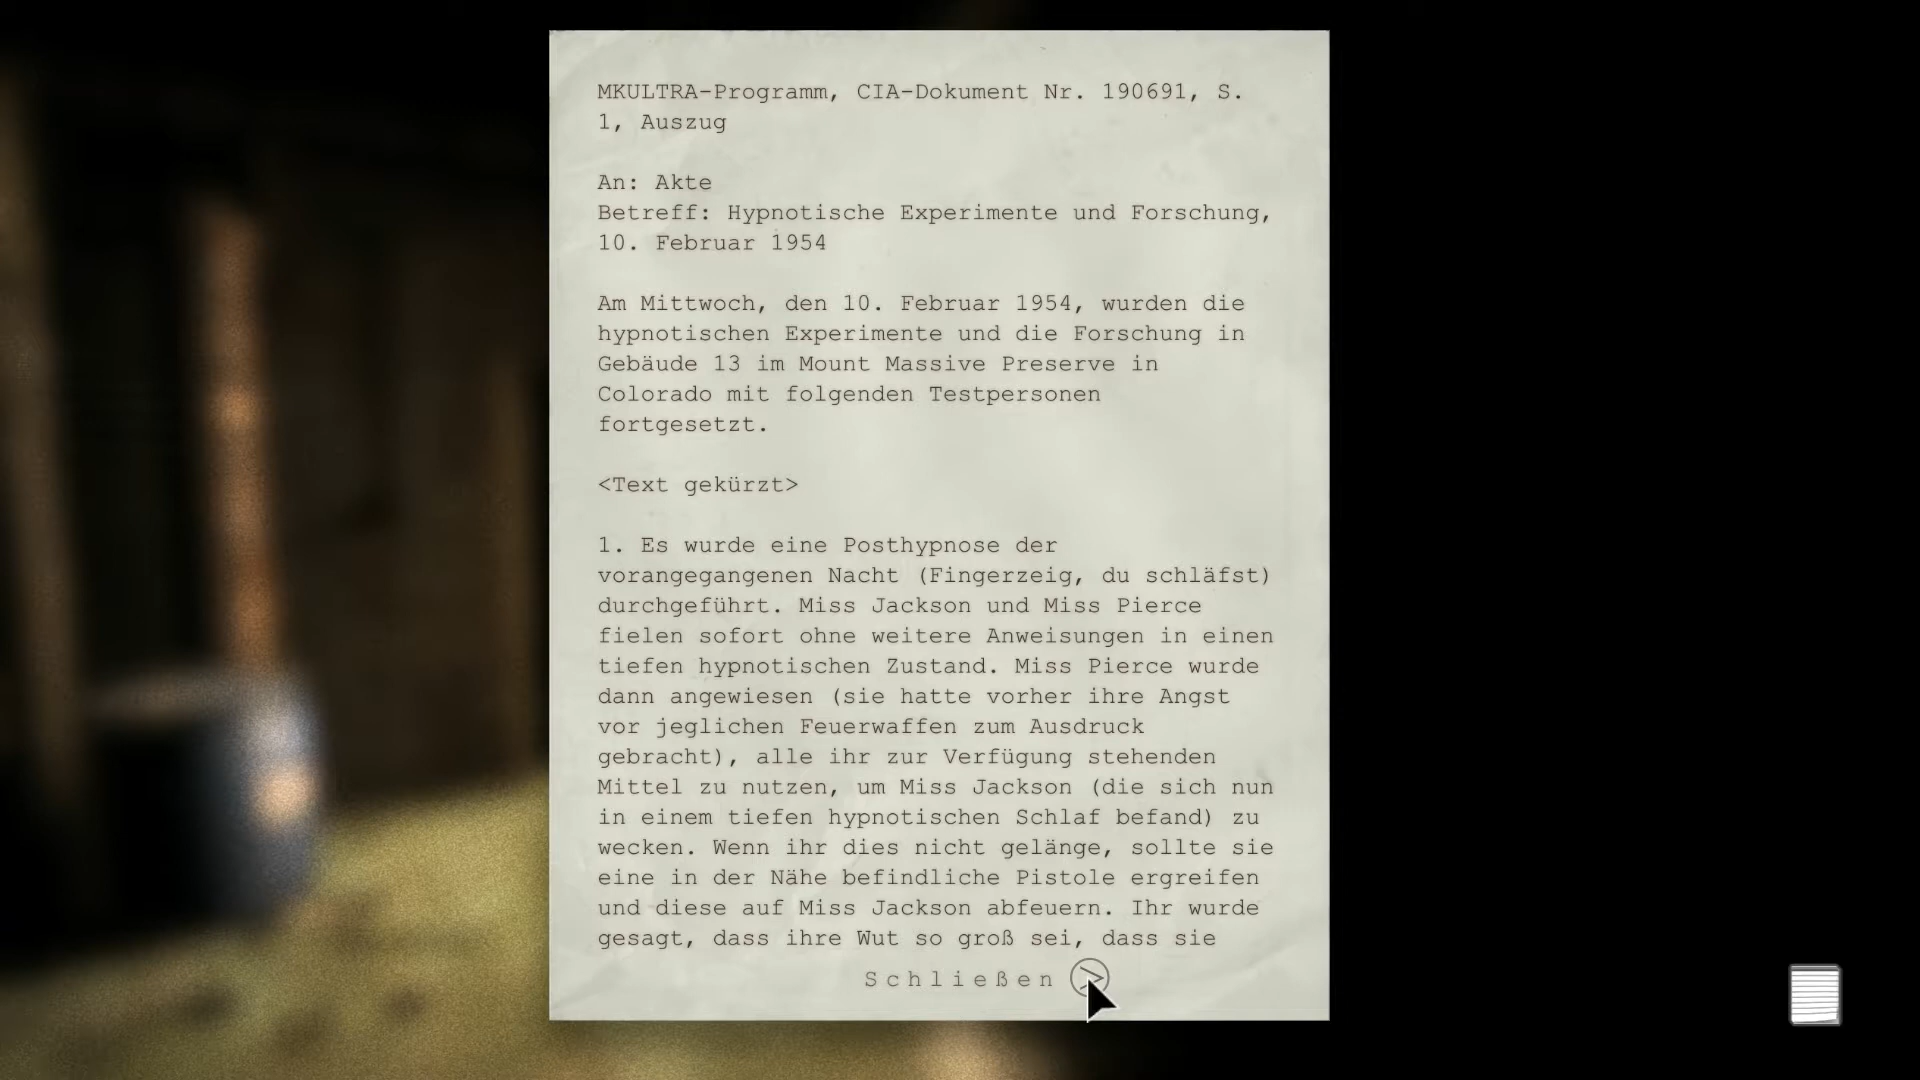 MKULTRA-Programm, CIA-Dokument Nr. 190691, S.
1, Auszug
An: Akte
Betreff: Hypnotische Experimente und Forschung,
10. Februar 1954
Am Mittwoch, den 10. Februar 1954, wurden die
hypnotischen Experimente und die Forschung in
Gebäude 13 im Mount Massive Preserve in
Colorado mit folgenden Testpersonen
fortgesetzt.
<Text gekürzt>
1. Es wurde eine Posthypnose der
vorangegangenen Nacht (Fingerzeig, du schläfst)
durchgeführt. Miss Jackson und Miss Pierce
fielen sofort ohne weitere Anweisungen in einen
tiefen hypnotischen Zustand. Miss Pierce wurde
dann angewiesen (sie hatte vorher ihre Angst
vor jeglichen Feuerwaffen zum Ausdruck
gebracht), alle ihr zur Verfügung stehenden
Mittel zu nutzen, um Miss Jackson (die sich nun
in einem tiefen hypnotischen Schlaf befand) zu
wecken. Wenn ihr dies nicht gelänge, sollte sie
eine in der Nähe befindliche Pistole ergreifen
und diese auf Miss Jackson abfeuern. Ihr wurde
gesagt, dass ihre Wut so groß sei, dass sie
Schließen